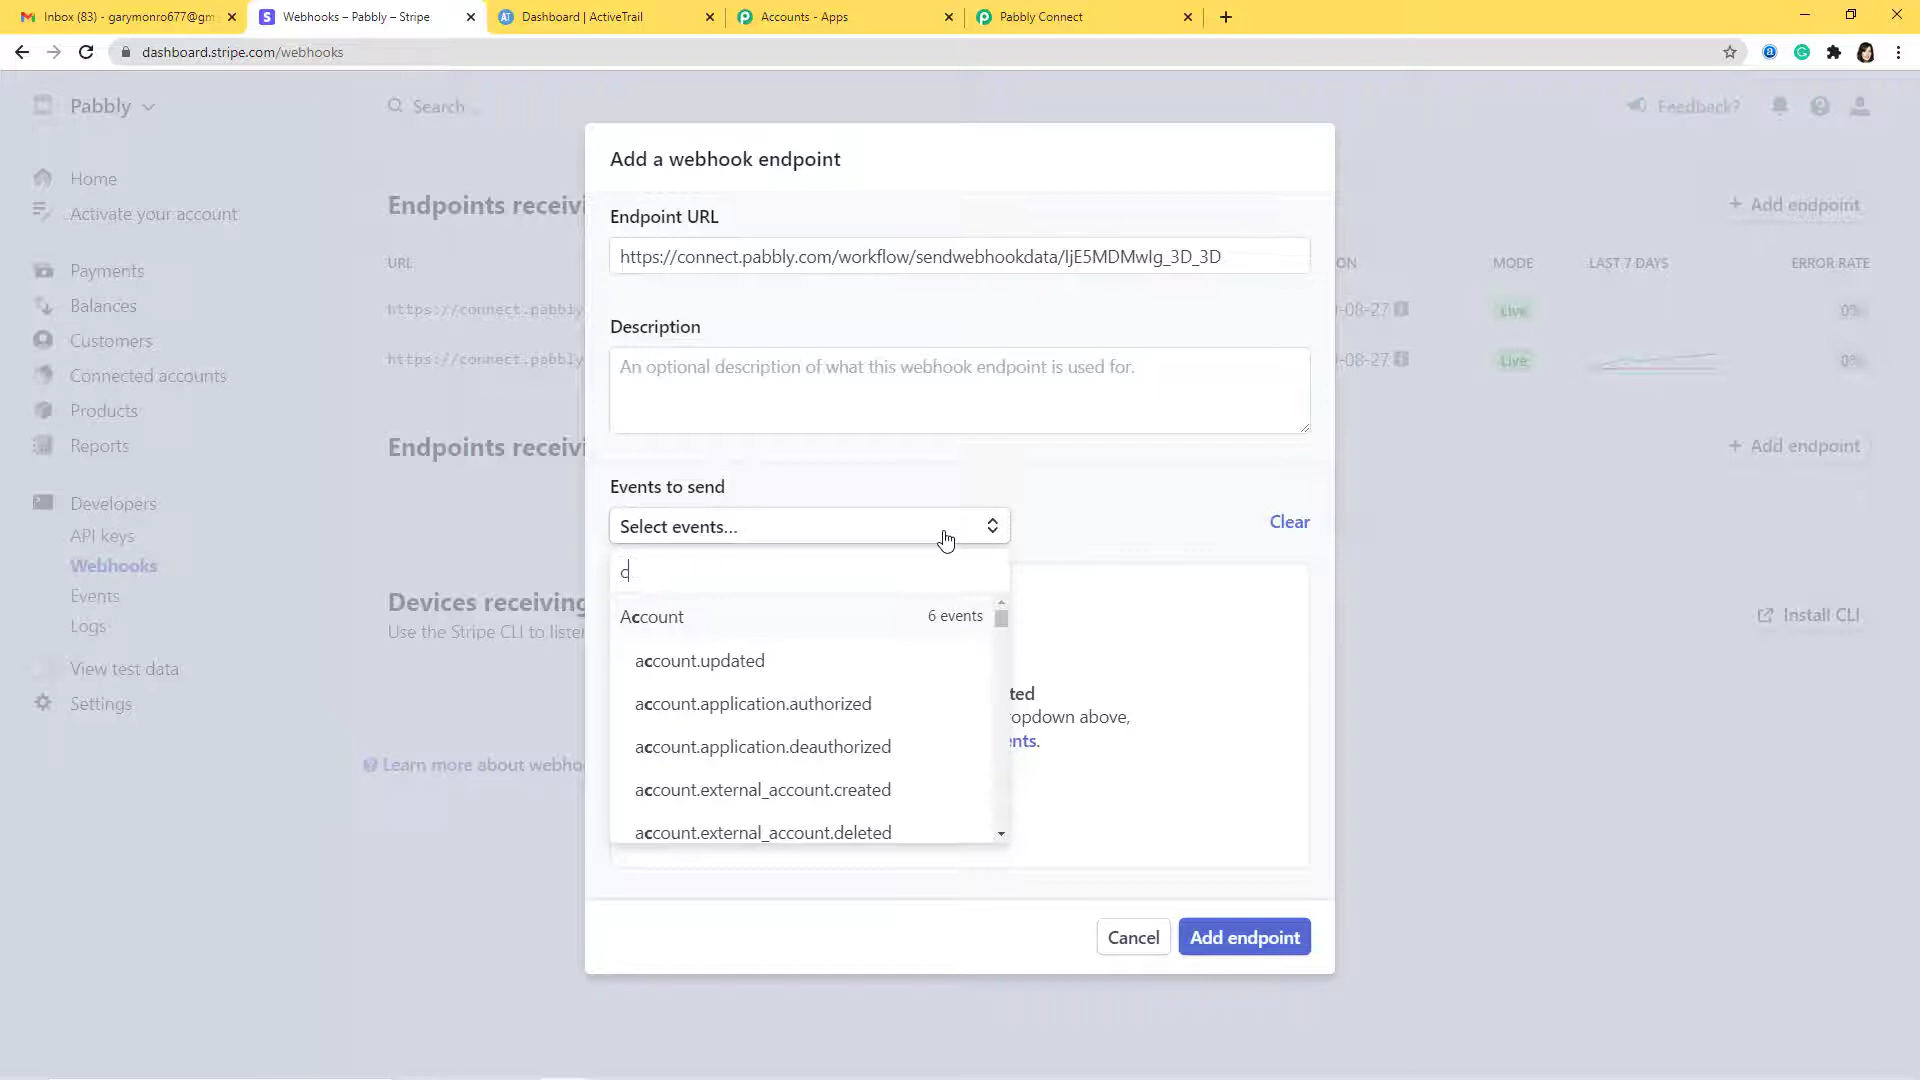 Inbox (83) – garymonro677@gm
Webhooks – Pabbly – Stripe
Dashboard | ActiveTrail
Accounts - Apps
Pabbly Connect
dashboard.stripe.com/webhooks
Pabbly
Search...
Feedback?
Home
Activate your account
Payments
Balances
Customers
Connected accounts
Products
Reports
Developers
API keys
Webhooks
Events
Logs
View test data
Settings
Endpoints receivi
+ Add endpoint
URL
ON
MODE
LAST 7 DAYS
ERROR RATE
https://connect.pabbly
-08-27
Live
0%
https://connect.pabbly
-08-27
Live
0%
Endpoints receivi
+ Add endpoint
Devices receiving
Use the Stripe CLI to lister
Install CLI
Learn more about webho
Add a webhook endpoint
Endpoint URL
https://connect.pabbly.com/workflow/sendwebhookdata/IjE5MDMwIg_3D_3D
Description
An optional description of what this webhook endpoint is used for.
Events to send
Select events...
Clear
c
Account
6 events
account.updated
account.application.authorized
account.application.deauthorized
account.external_account.created
account.external_account.deleted
ted
ropdown above,
ents.
Cancel
Add endpoint